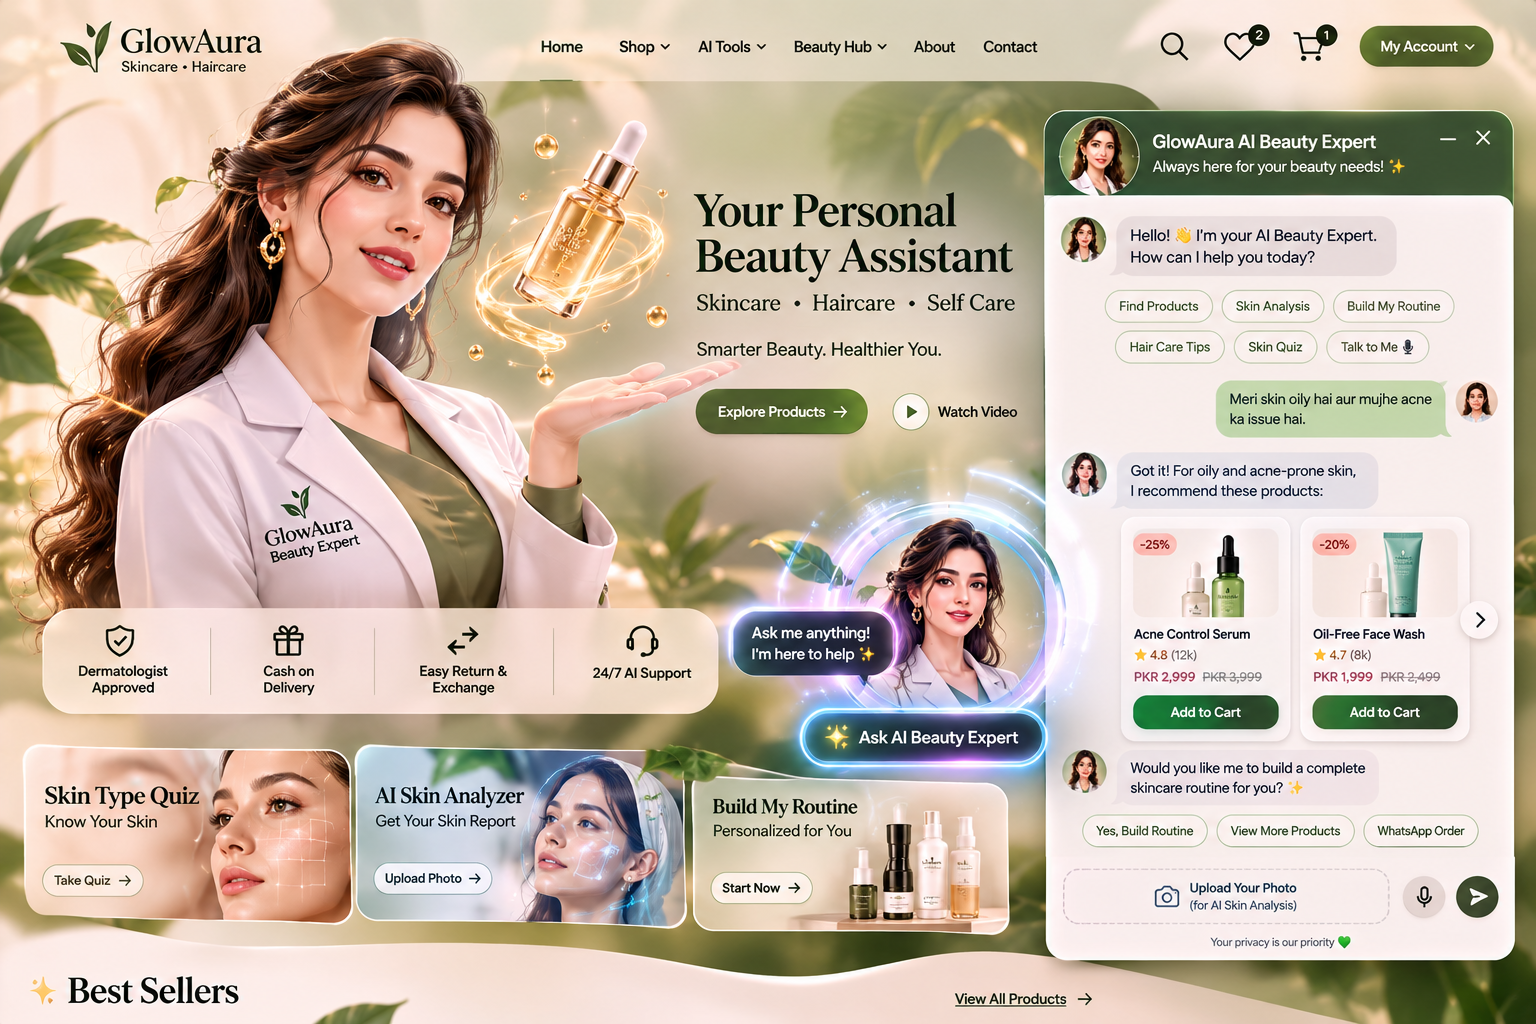 GlowAura
Skincare • Haircare
Home
Shop
AI Tools
Beauty Hub
About
Contact
2
1
My Account
Your Personal
Beauty Assistant
Skincare • Haircare • Self Care
Smarter Beauty. Healthier You.
Explore Products →
Watch Video
GlowAura
Beauty Expert
Dermatologist
Approved
Cash on
Delivery
Easy Return &
Exchange
24/7 AI Support
Ask me anything!
I'm here to help ✨
✨ Ask AI Beauty Expert
Skin Type Quiz
Know Your Skin
Take Quiz →
AI Skin Analyzer
Get Your Skin Report
Upload Photo →
Build My Routine
Personalized for You
Start Now →
✨ Best Sellers
View All Products →
GlowAura AI Beauty Expert
Always here for your beauty needs! ✨
Hello! 👋 I'm your AI Beauty Expert.
How can I help you today?
Find Products
Skin Analysis
Build My Routine
Hair Care Tips
Skin Quiz
Talk to Me 🎙️
Meri skin oily hai aur mujhe acne
ka issue hai.
Got it! For oily and acne-prone skin,
I recommend these products:
-25%
Acne Control Serum
⭐ 4.8 (12k)
PKR 2,999 PKR 3,999
Add to Cart
-20%
Oil-Free Face Wash
⭐ 4.7 (8k)
PKR 1,999 PKR 2,499
Add to Cart
Would you like me to build a complete
skincare routine for you? ✨
Yes, Build Routine
View More Products
WhatsApp Order
Upload Your Photo
(for AI Skin Analysis)
Your privacy is our priority 💚